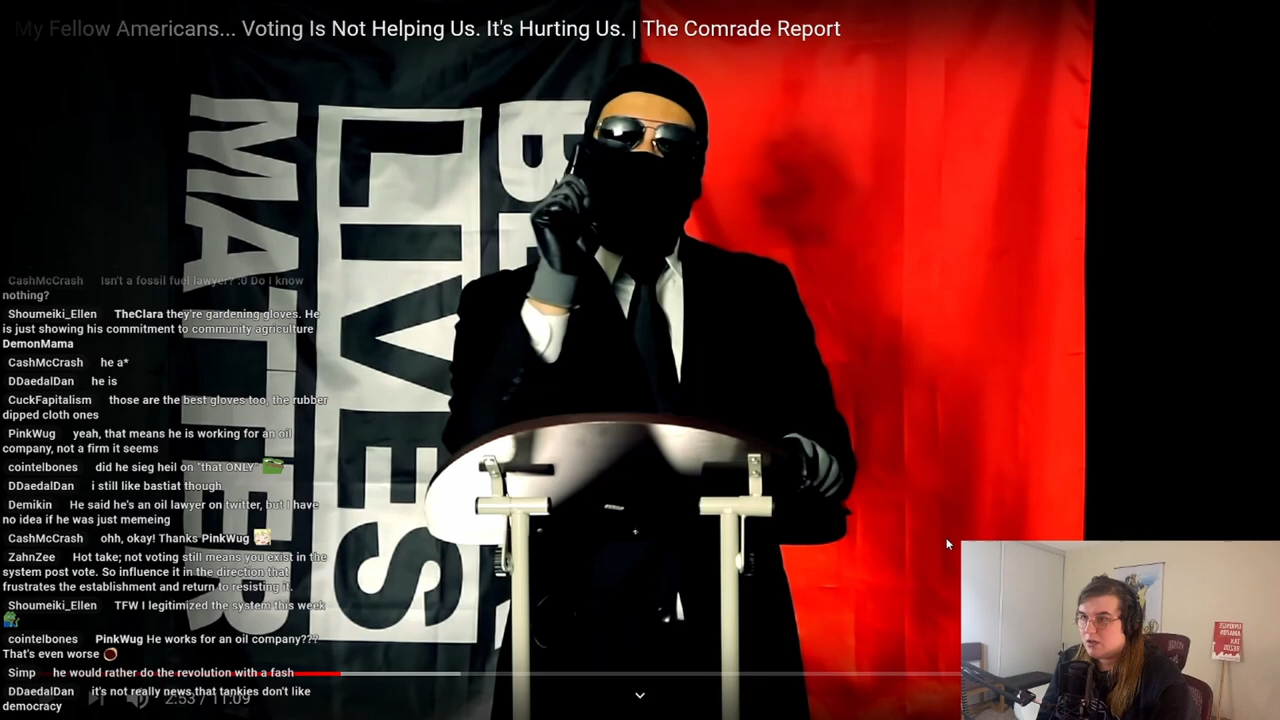 My Fellow Americans... Voting Is Not Helping Us. It's Hurting Us. | The Comrade Report
MATTER
LIVES
CashMcCrash Isn't a fossil fuel lawyer? :0 Do I know
nothing?
Shoumeiki_Ellen TheClara they're gardening gloves. He
is just showing his commitment to community agriculture
DemonMama
CashMcCrash he a*
DDaedalDan he is
CuckFapitalism those are the best gloves too, the rubber
dipped cloth ones
PinkWug yeah, that means he is working for an oil
company, not a firm it seems
cointelbones did he sieg heil on "that ONLY"
DDaedalDan i still like bastiat though
Demikin He said he's an oil lawyer on twitter, but I have
no idea if he was just memeing
CashMcCrash ohh, okay! Thanks PinkWug
ZahnZee Hot take; not voting still means you exist in the
system post vote. So influence it in the direction that
frustrates the establishment and return to resisting it.
Shoumeiki_Ellen TFW I legitimized the system this week
cointelbones PinkWug He works for an oil company???
That's even worse
Simp he would rather do the revolution with a fash
DDaedalDan it's not really news that tankies don't like
democracy
2:53 / 11:09